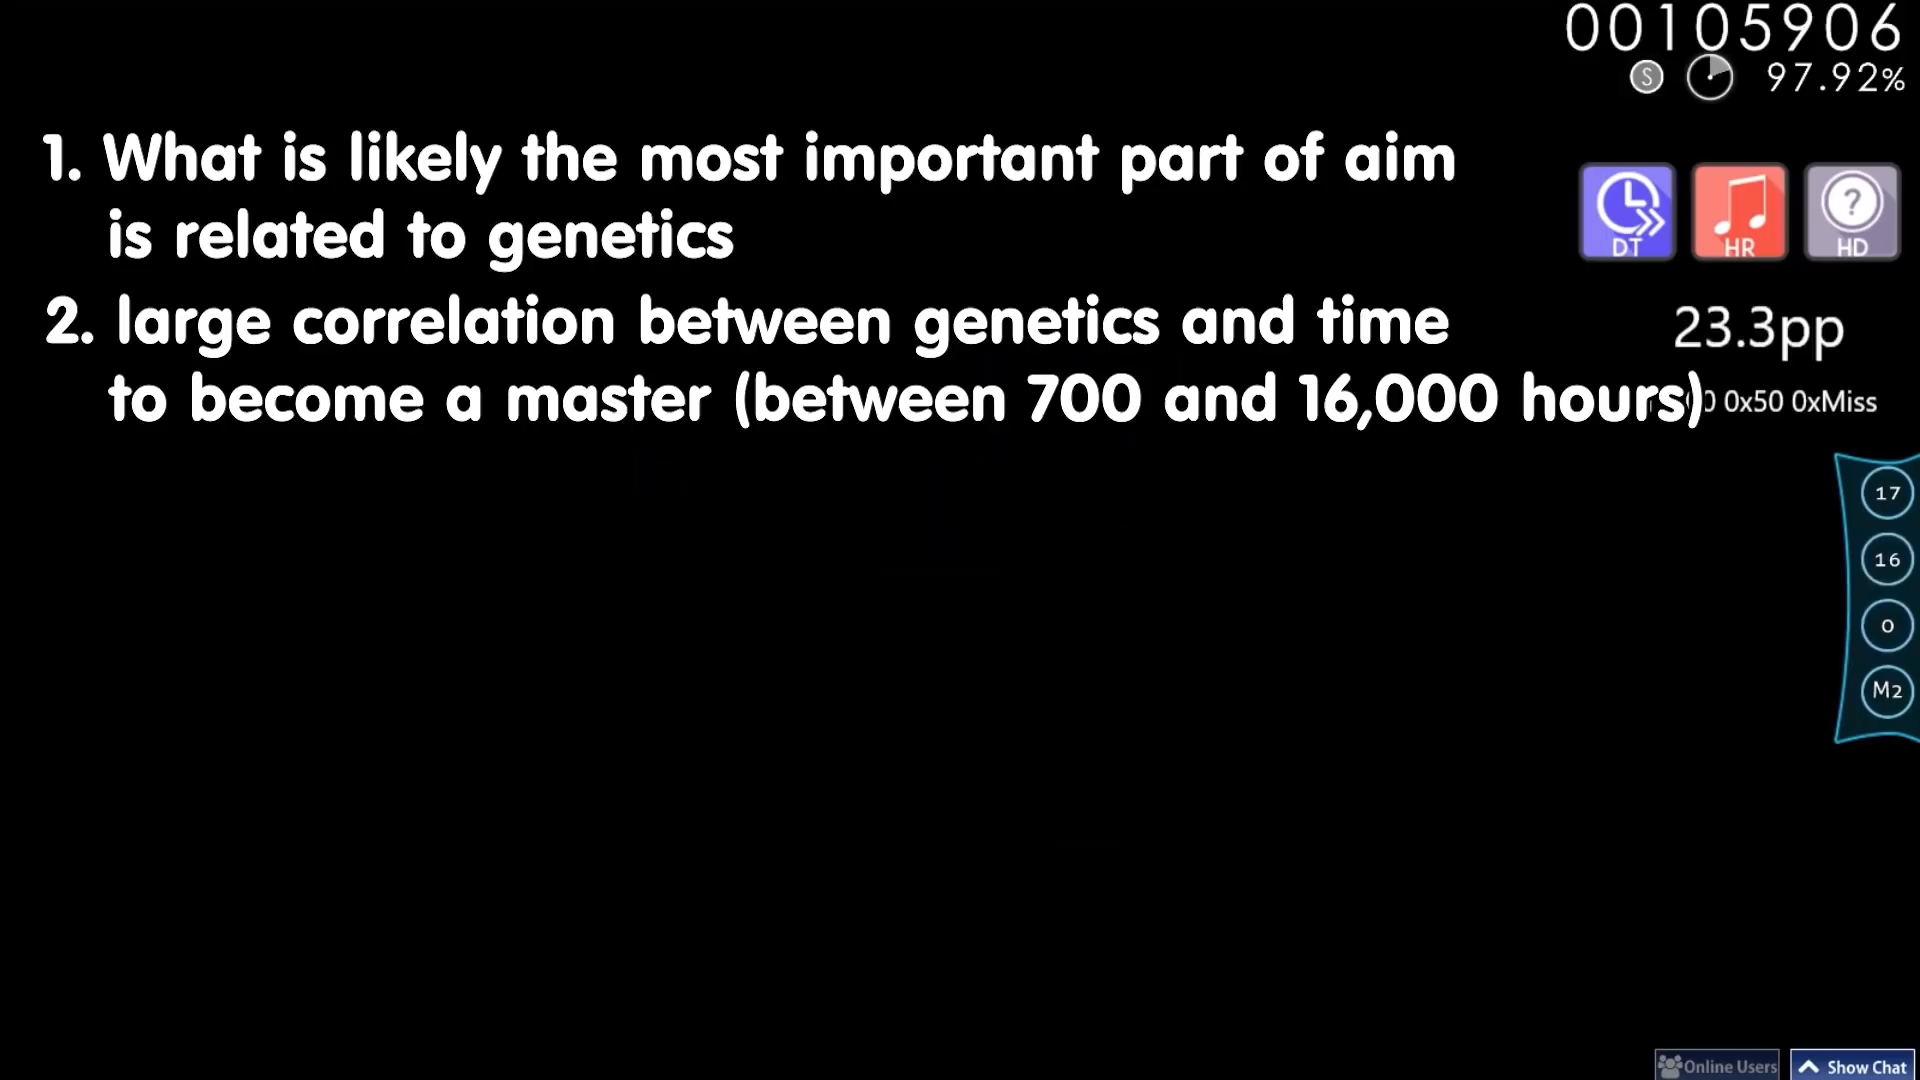 00105906
S 97.92%
1. What is likely the most important part of aim
is related to genetics
DT HR HD
2. large correlation between genetics and time
23.3pp
to become a master (between 700 and 16,000 hours)
0x50 0xMiss
17
16
0
M2
Online Users
Show Chat